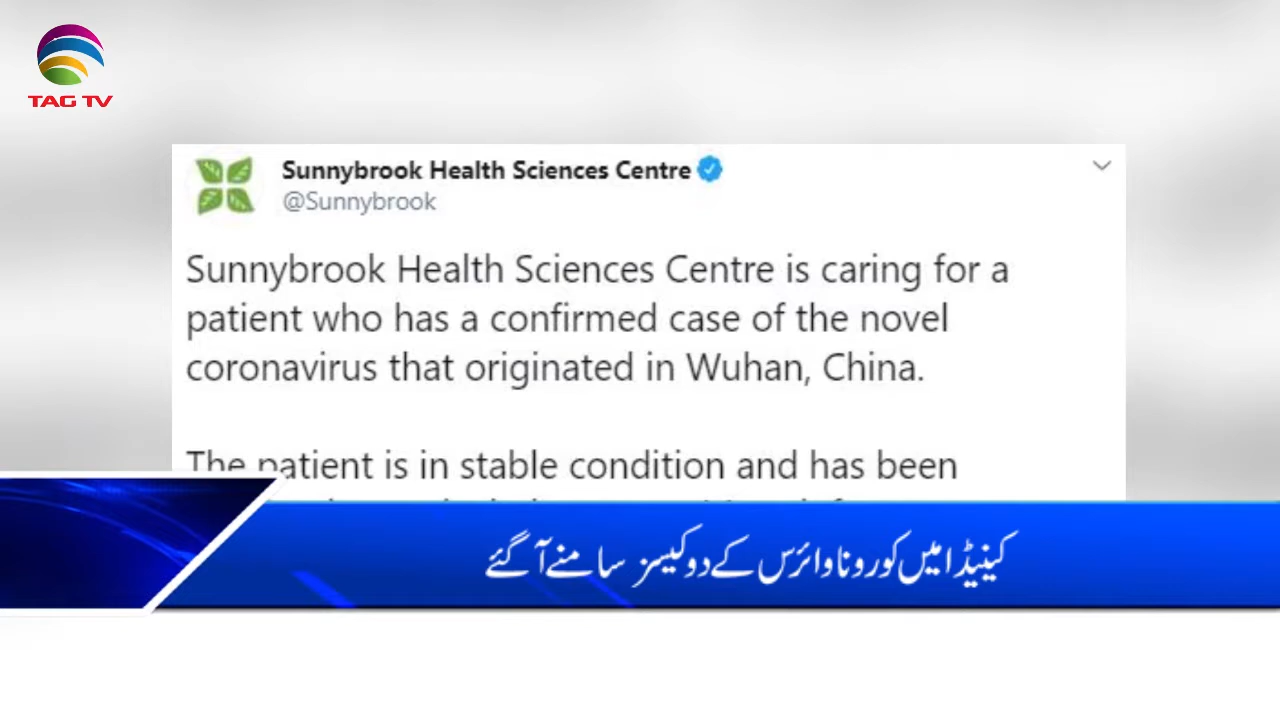 TAG TV
Sunnybrook Health Sciences Centre
@Sunnybrook
Sunnybrook Health Sciences Centre is caring for a
patient who has a confirmed case of the novel
coronavirus that originated in Wuhan, China.
The patient is in stable condition and has been
کینیڈا میں کورونا وائرس کے دو کیسز سامنے آ گئے